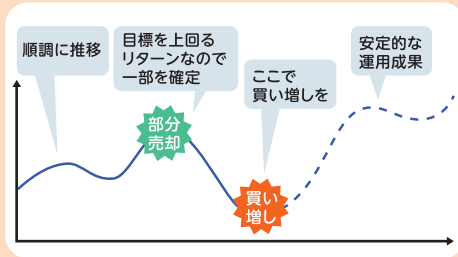 順調に推移
目標を上回る
リターンなので
一部を確定
ここで
買い増しを
安定的な
運用成果
部分
売却
買い
増し